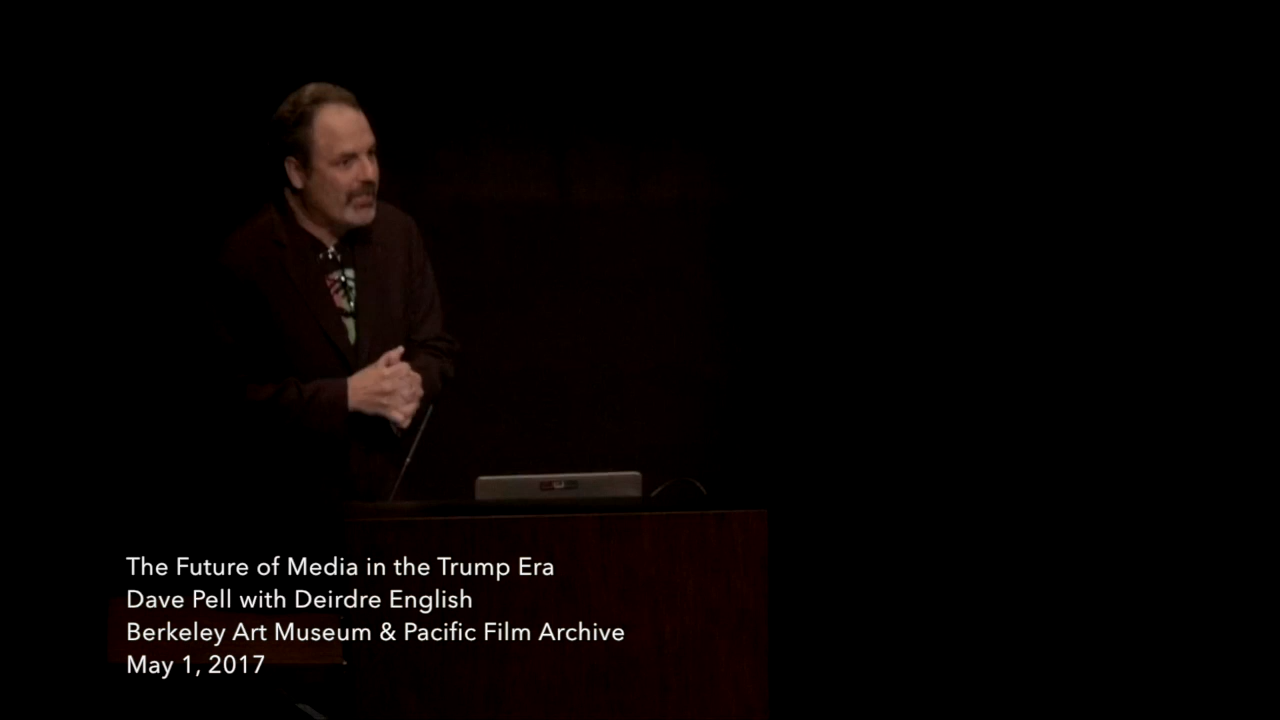 The Future of Media in the Trump Era
Dave Pell with Deirdre English
Berkeley Art Museum & Pacific Film Archive
May 1, 2017